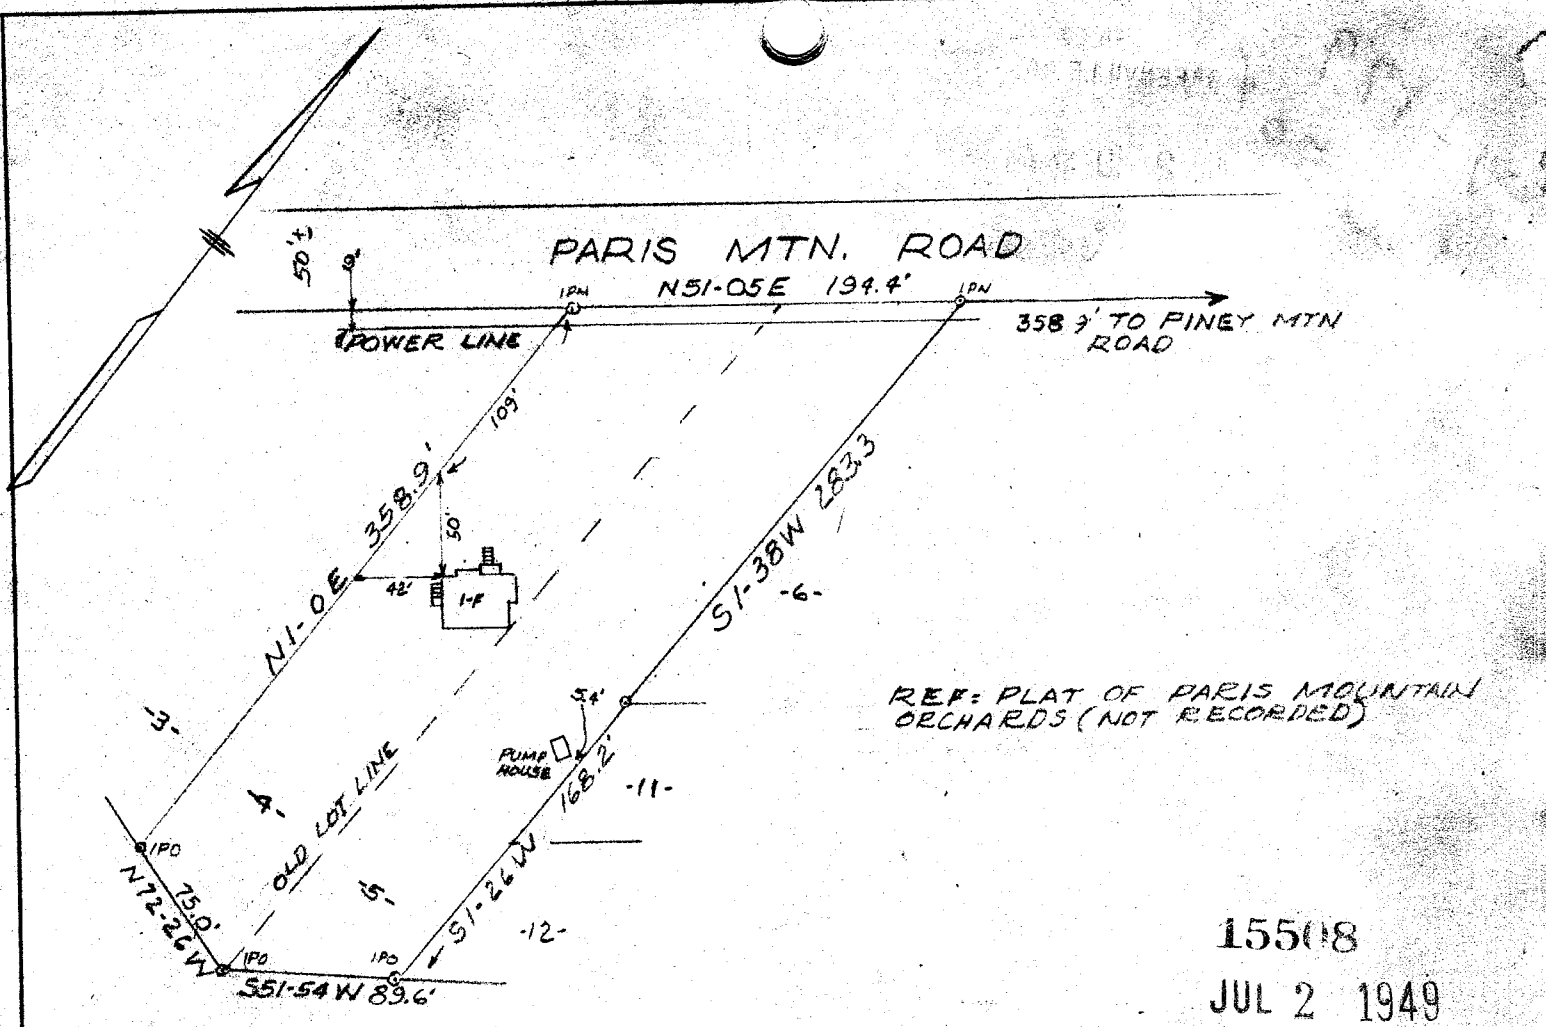 PARIS MTN. ROAD
50'±
9'
IPN
N51-05E 194.4'
IPN
POWER LINE
358 TO PINEY MTN
ROAD
109'
358.9'
N1-0E
50'
42'
1-F
S1-38W 283.3
-6-
REF: PLAT OF PARIS MOUNTAIN
ORCHARDS (NOT RECORDED)
-3-
5.4'
PUMP
HOUSE
168.2'
S1-26W
-11-
-4-
OLD LOT LINE
IPO
N72-26W
75.0'
-5-
-12-
IPO
IPO
S51-54W 89.6'
15508
JUL 2 1949